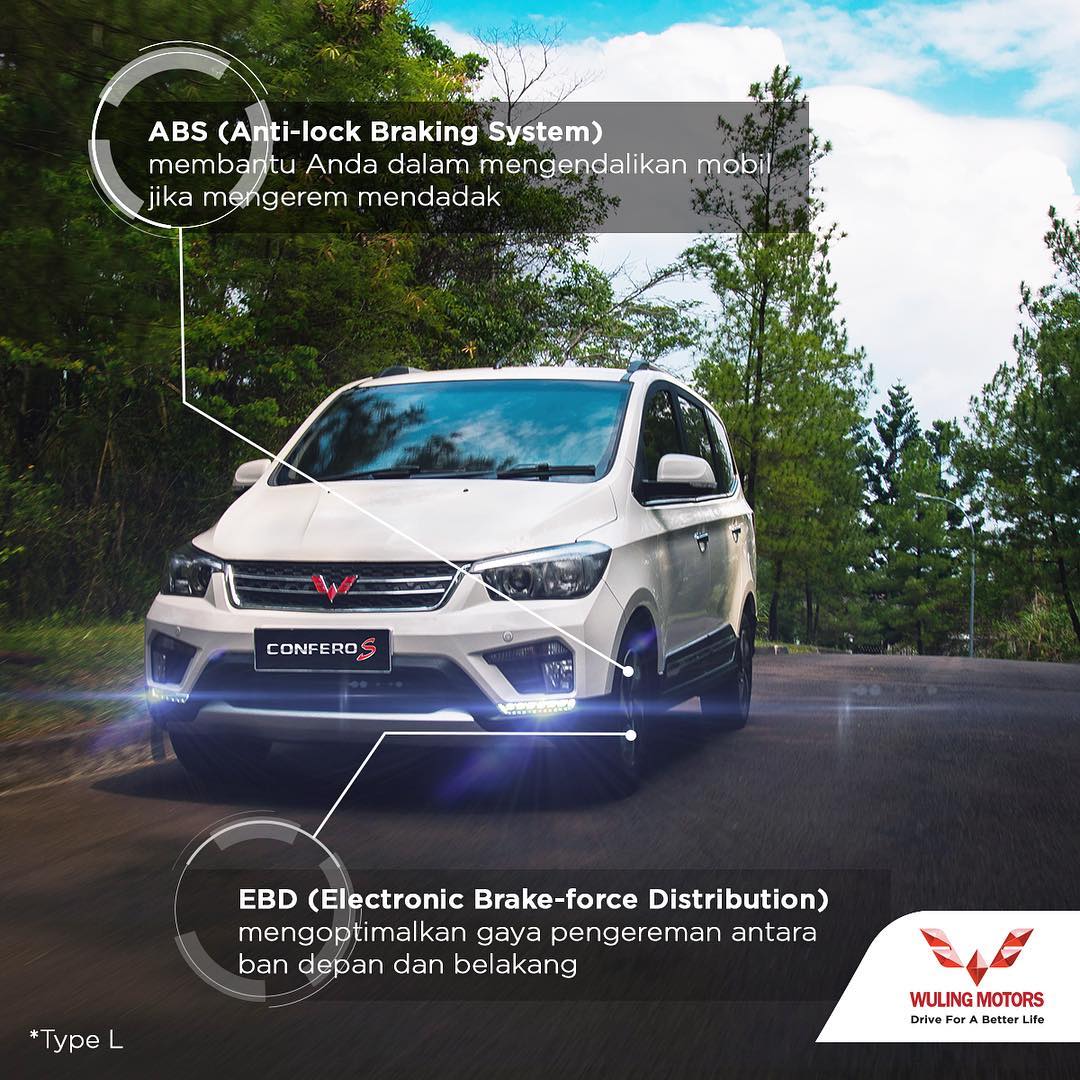 ABS (Anti-lock Braking System)
membantu Anda dalam mengendalikan mobil
jika mengerem mendadak
CONFERO S
EBD (Electronic Brake-force Distribution)
mengoptimalkan gaya pengereman antara
ban depan dan belakang
WULING MOTORS
Drive For A Better Life
*Type L